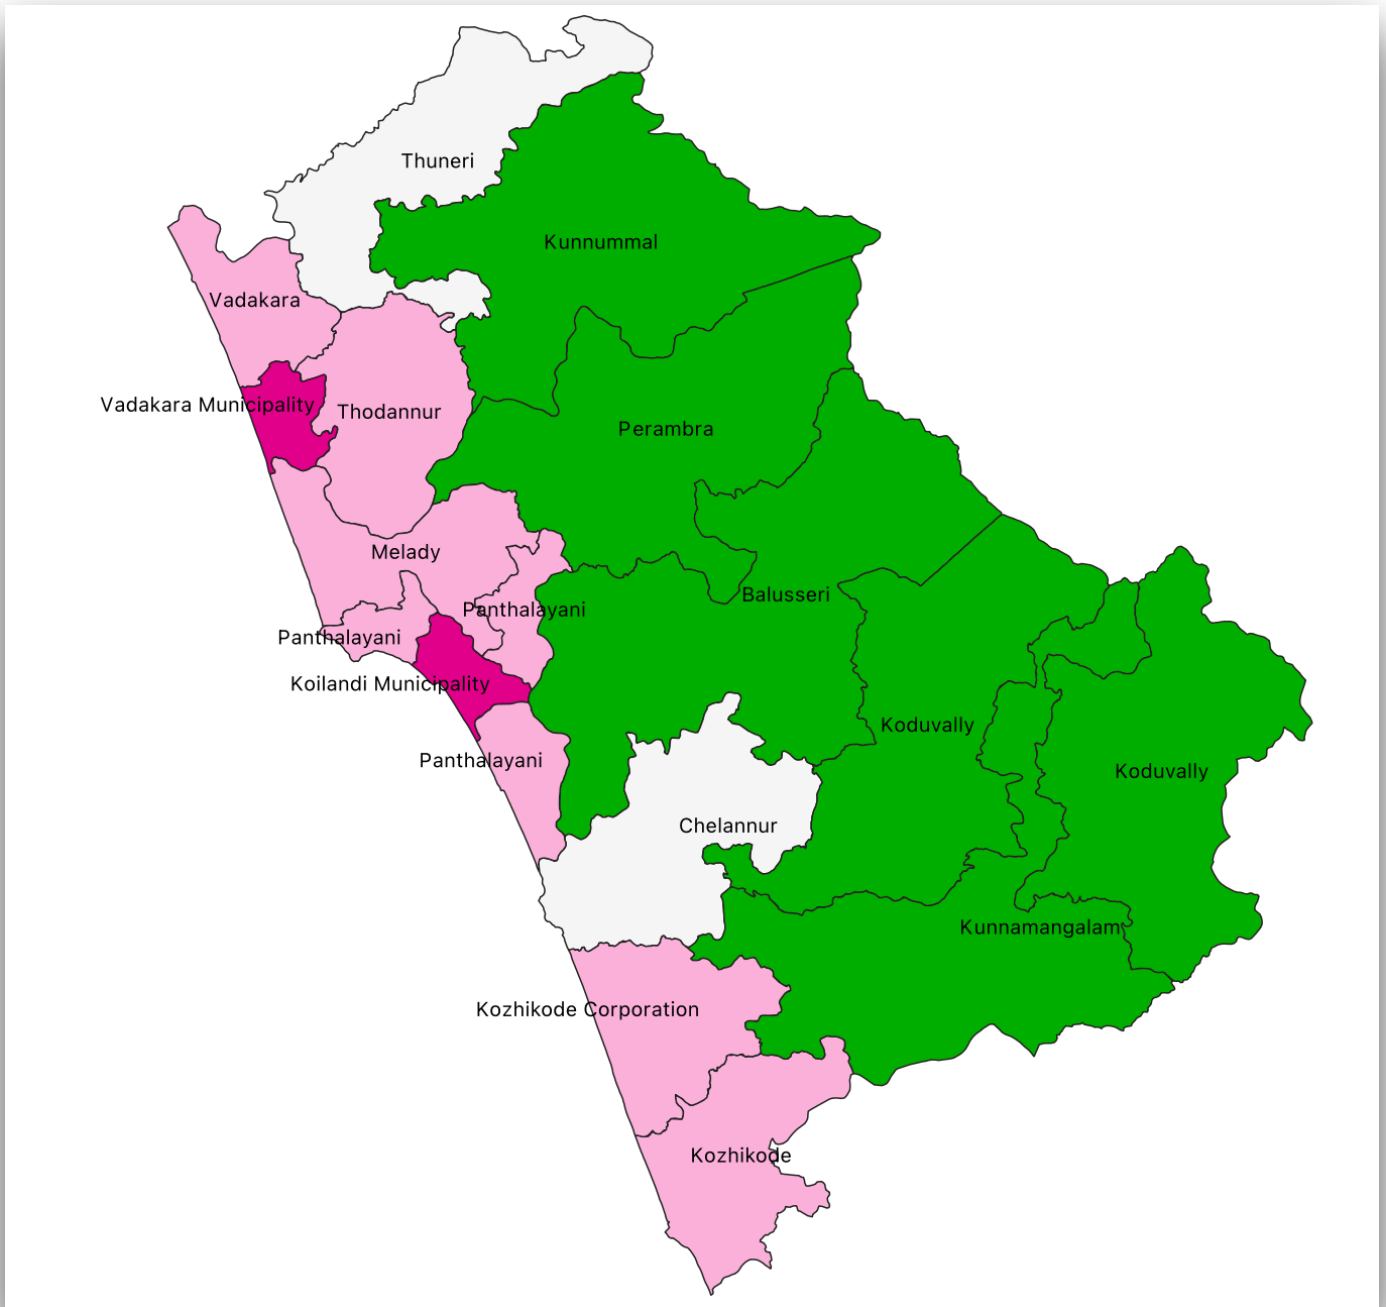 Thuneri
Kunnummal
Vadakara
Vadakara Municipality
Thodannur
Perambra
Melady
Balusseri
Panthalayani
Panthalayani
Koilandi Municipality
Koduvally
Panthalayani
Koduvally
Chelannur
Kunnamangalam
Kozhikode Corporation
Kozhikode